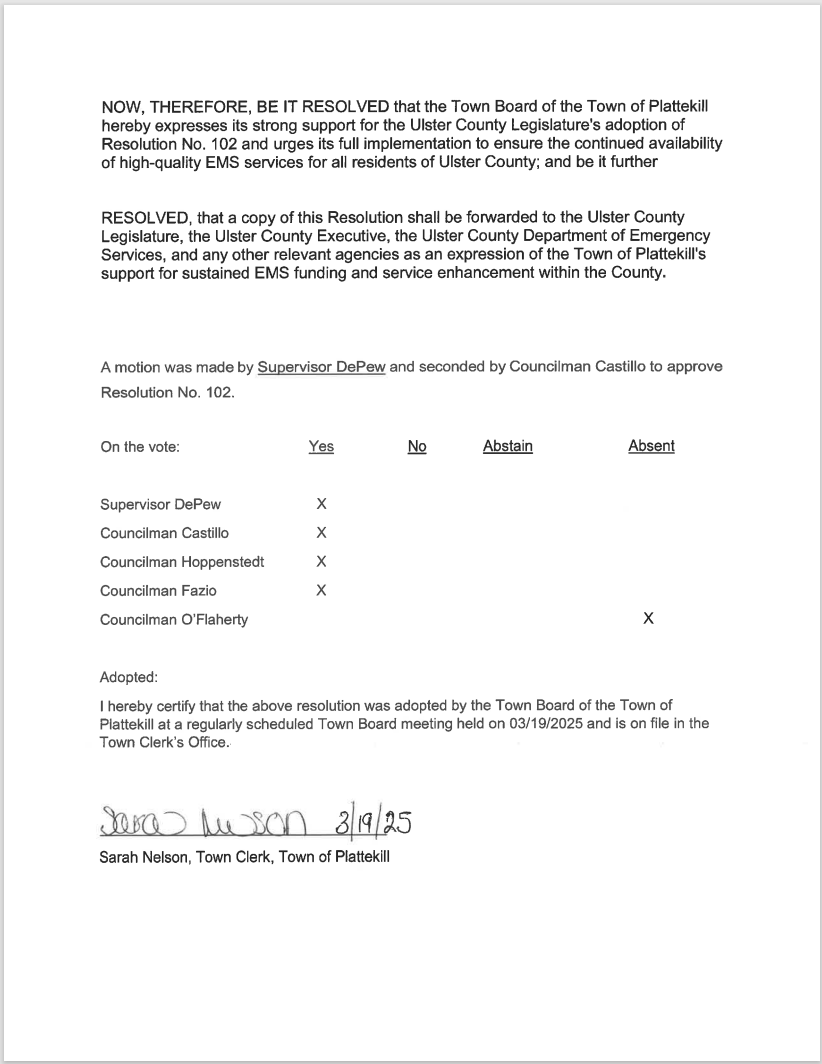 NOW, THEREFORE, BE IT RESOLVED that the Town Board of the Town of Plattekill
hereby expresses its strong support for the Ulster County Legislature's adoption of
Resolution No. 102 and urges its full implementation to ensure the continued availability
of high-quality EMS services for all residents of Ulster County; and be it further
RESOLVED, that a copy of this Resolution shall be forwarded to the Ulster County
Legislature, the Ulster County Executive, the Ulster County Department of Emergency
Services, and any other relevant agencies as an expression of the Town of Plattekill's
support for sustained EMS funding and service enhancement within the County.
A motion was made by Supervisor DePew and seconded by Councilman Castillo to approve
Resolution No. 102.
On the vote: Yes No Abstain Absent
Supervisor DePew X
Councilman Castillo X
Councilman Hoppenstedt X
Councilman Fazio X
Councilman O'Flaherty X
Adopted:
I hereby certify that the above resolution was adopted by the Town Board of the Town of
Plattekill at a regularly scheduled Town Board meeting held on 03/19/2025 and is on file in the
Town Clerk's Office.
Sarah Nelson 3/19/25
Sarah Nelson, Town Clerk, Town of Plattekill